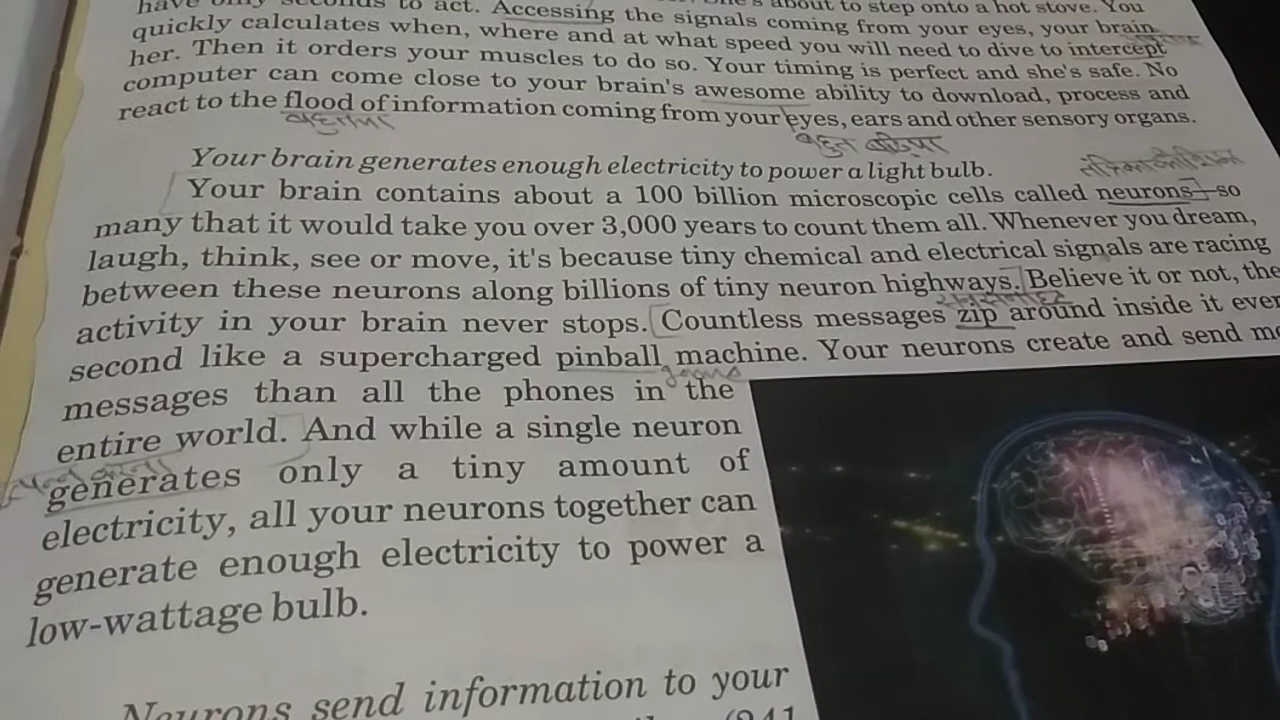 to act. Accessing the signals coming from your eyes, your brain
about to step onto a hot stove. You
quickly calculates when, where and at what speed you will need to dive to intercept
her. Then it orders your muscles to do so. Your timing is perfect and she's safe. No
computer can come close to your brain's awesome ability to download, process and
react to the flood of information coming from your eyes, ears and other sensory organs.
Your brain generates enough electricity to power a light bulb.
Your brain contains about a 100 billion microscopic cells called neurons—so
many that it would take you over 3,000 years to count them all. Whenever you dream,
laugh, think, see or move, it's because tiny chemical and electrical signals are racing
between these neurons along billions of tiny neuron highways. Believe it or not, the
activity in your brain never stops. Countless messages zip around inside it ever
second like a supercharged pinball machine. Your neurons create and send
messages than all the phones in the
entire world. And while a single neuron
generates only a tiny amount of
electricity, all your neurons together can
generate enough electricity to power a
low-wattage bulb.
Neurons send information to your